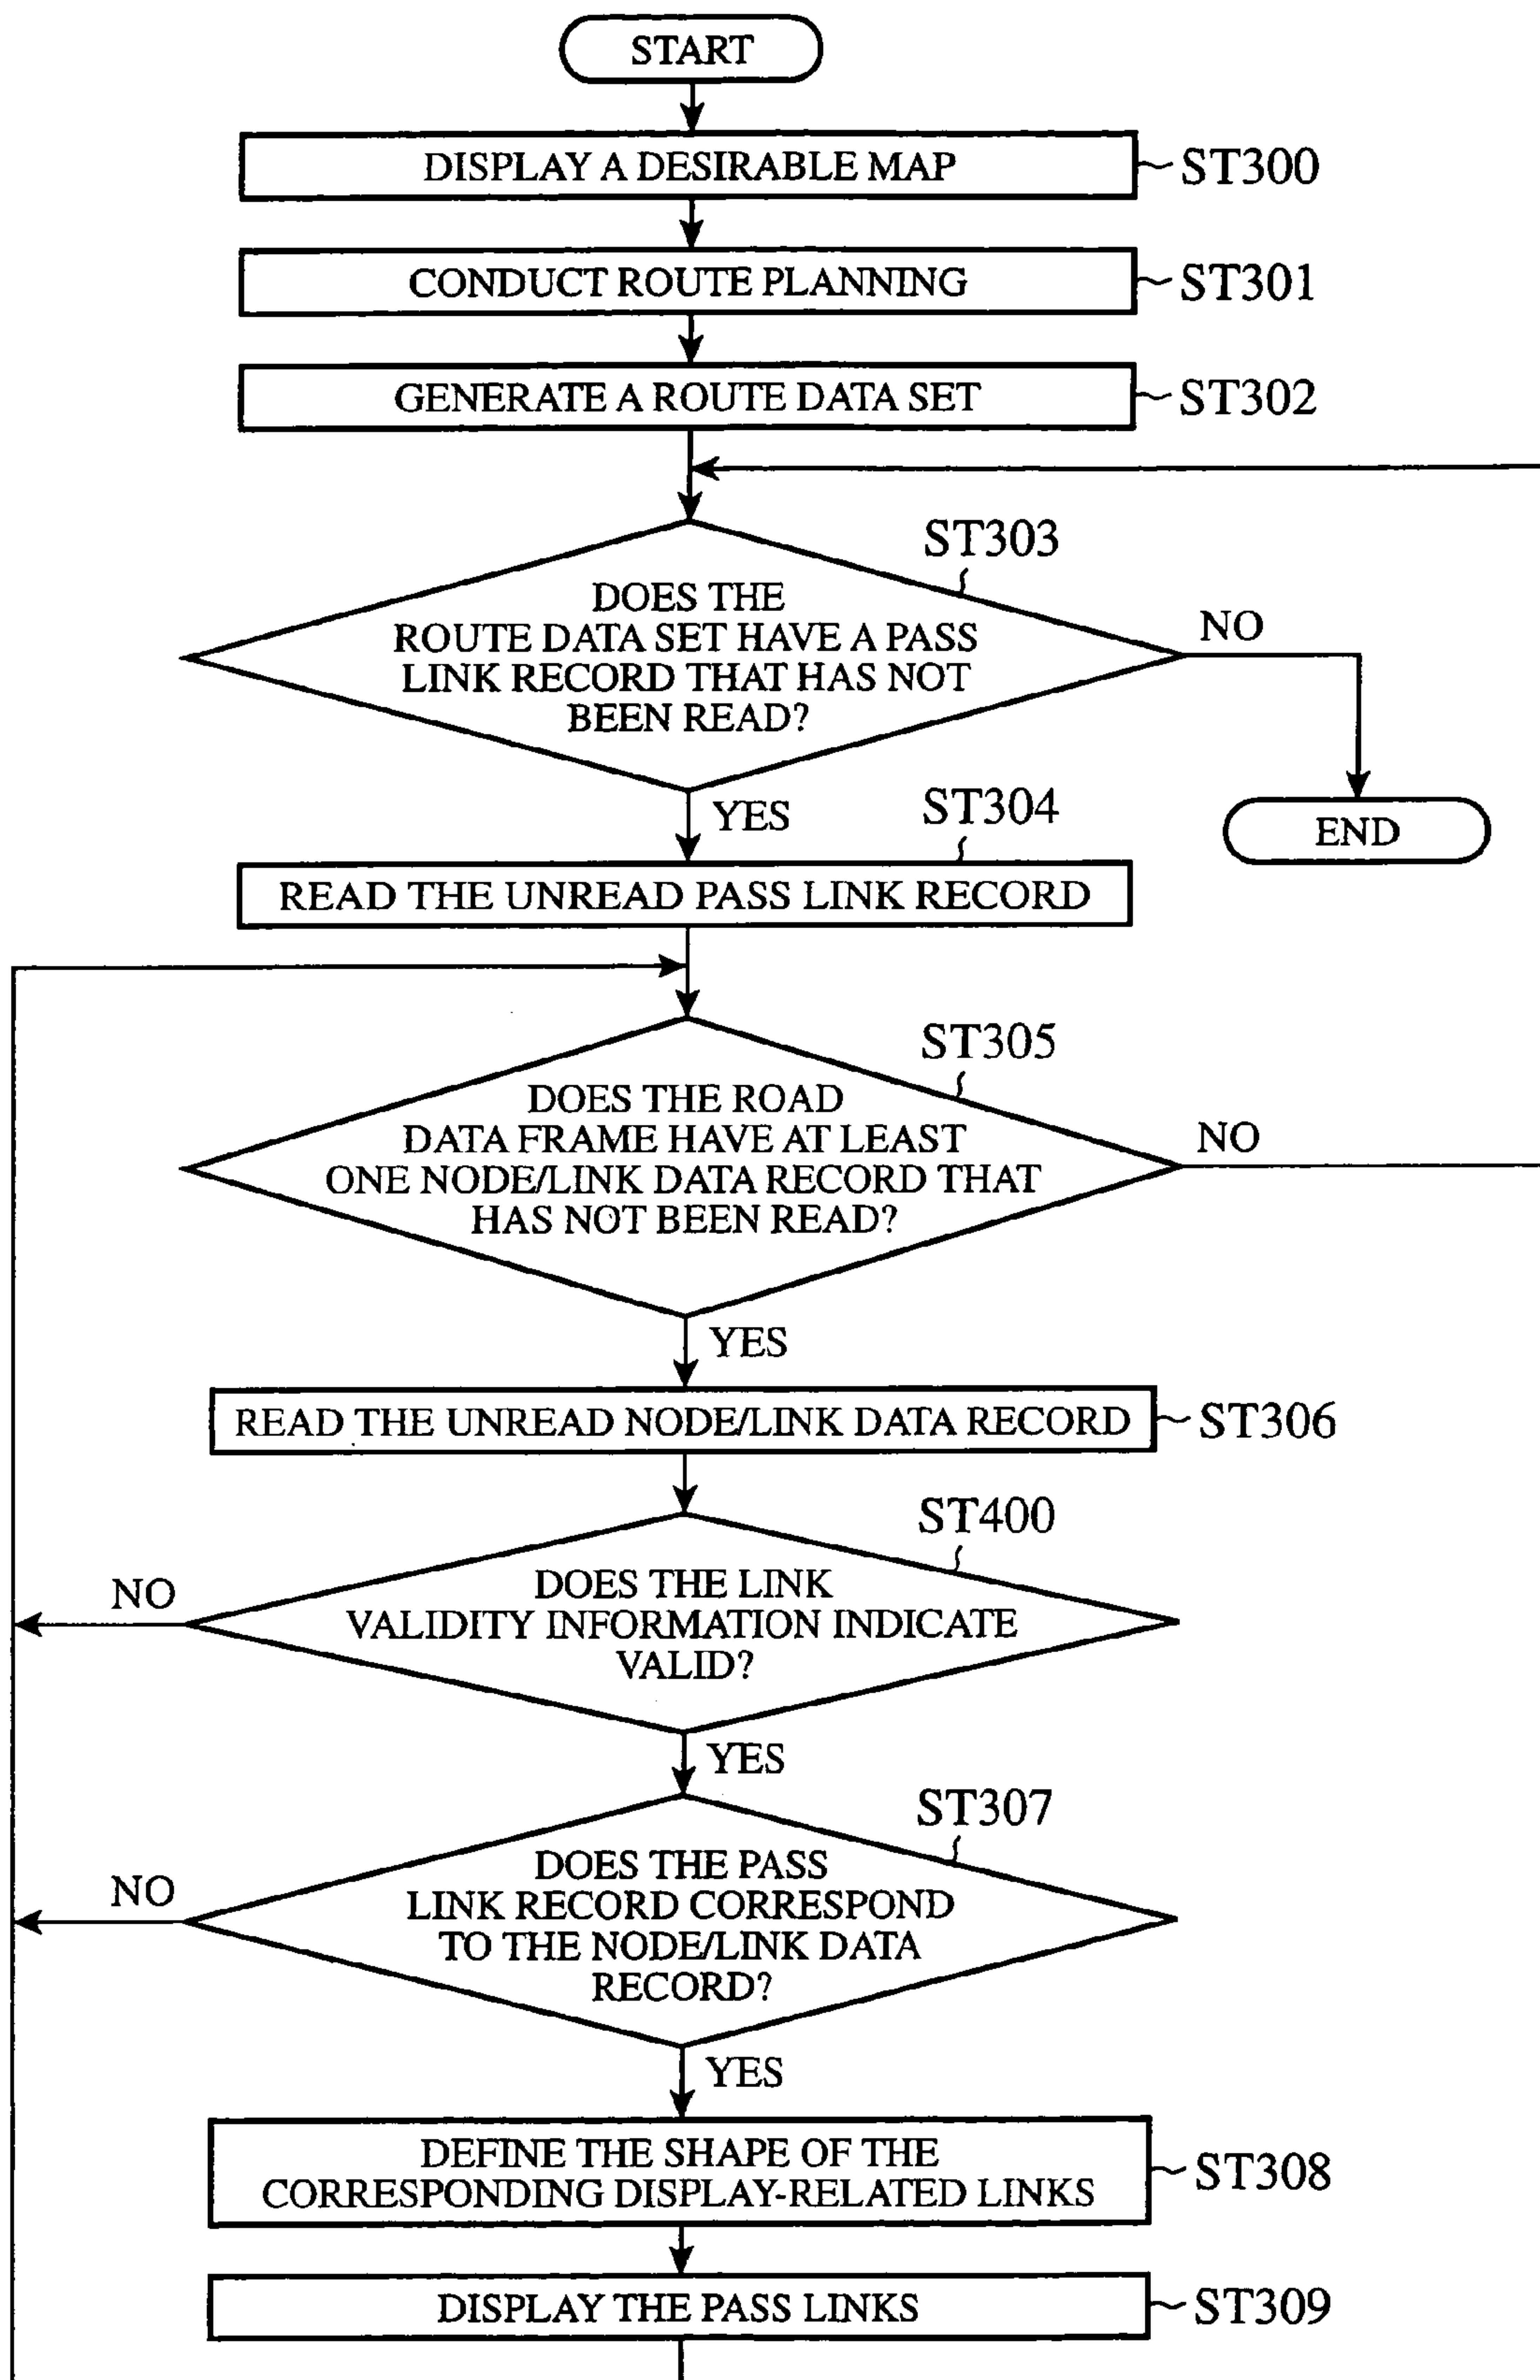 START
DISPLAY A DESIRABLE MAP
ST300
CONDUCT ROUTE PLANNING
ST301
GENERATE A ROUTE DATA SET
ST302
ST303
DOES THE
ROUTE DATA SET HAVE A PASS
LINK RECORD THAT HAS NOT
BEEN READ?
NO
END
YES
ST304
READ THE UNREAD PASS LINK RECORD
ST305
DOES THE ROAD
DATA FRAME HAVE AT LEAST
ONE NODE/LINK DATA RECORD THAT
HAS NOT BEEN READ?
NO
YES
READ THE UNREAD NODE/LINK DATA RECORD
ST306
ST400
DOES THE LINK
VALIDITY INFORMATION INDICATE
VALID?
NO
YES
ST307
DOES THE PASS
LINK RECORD CORRESPOND
TO THE NODE/LINK DATA
RECORD?
NO
YES
DEFINE THE SHAPE OF THE
CORRESPONDING DISPLAY-RELATED LINKS
ST308
DISPLAY THE PASS LINKS
ST309